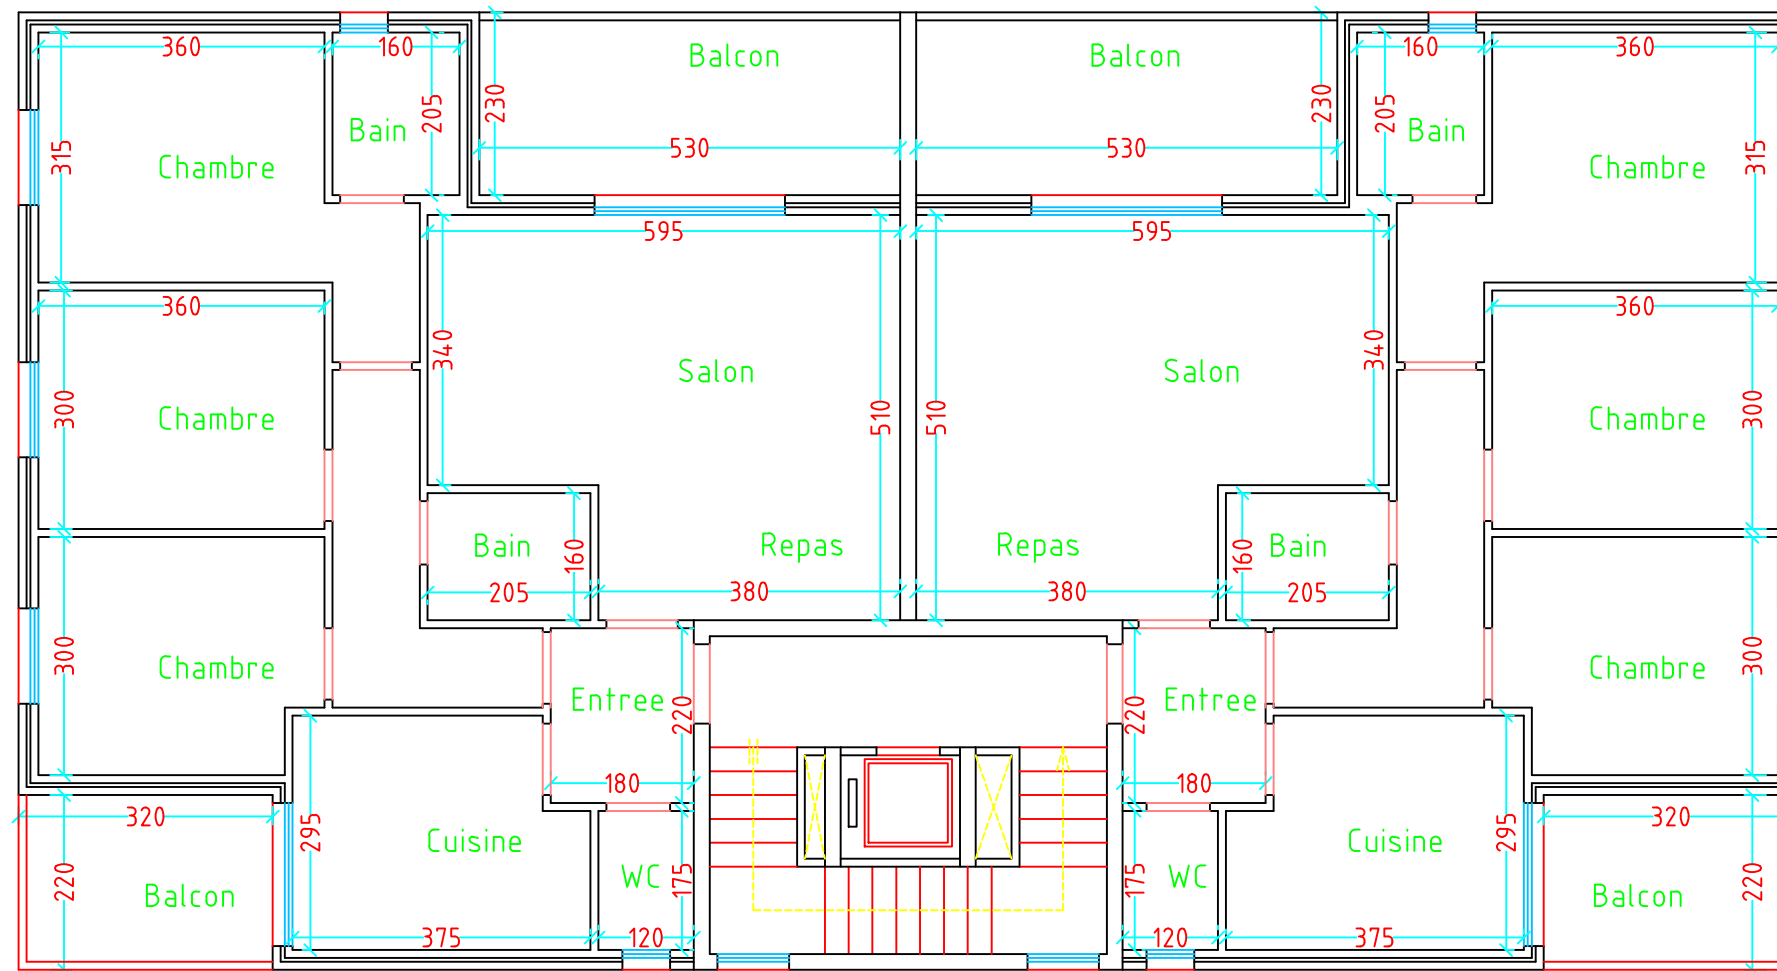 360
160
Balcon
Balcon
160
360
230
205
230
205
Bain
Bain
530
530
315
Chambre
Chambre
315
595
595
360
360
340
Salon
Salon
340
300
Chambre
510
510
Chambre
300
Bain
160
Repas
Repas
160
Bain
205
380
380
205
300
Chambre
Chambre
300
Entree
220
220
Entree
180
180
320
320
295
Cuisine
Cuisine
295
220
Balcon
WC
175
175
WC
Balcon
220
375
120
120
375